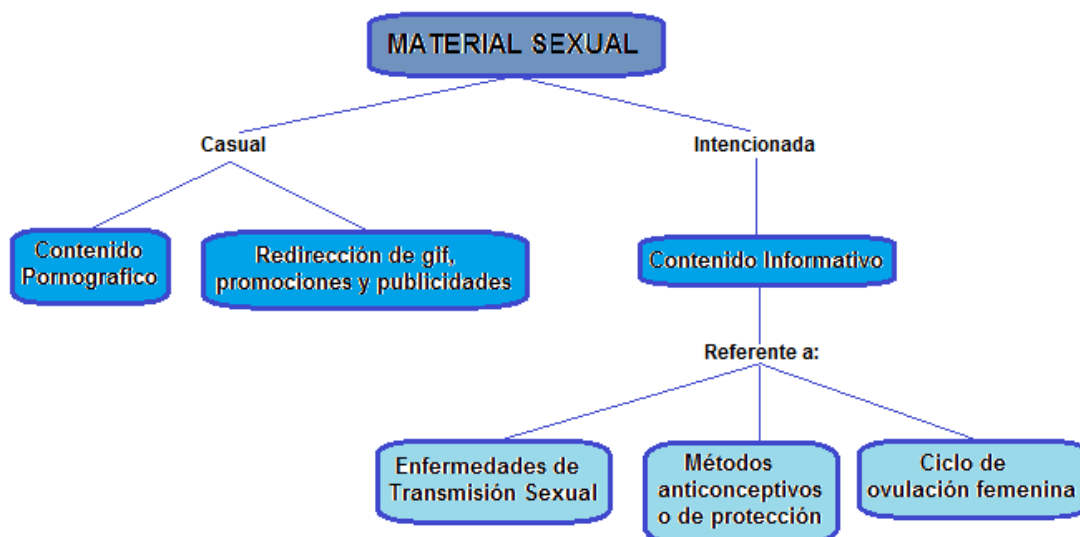 MATERIAL SEXUAL
Casual
Intencionada
Contenido
Pornografico
Redirección de gif,
promociones y publicidades
Contenido Informativo
Referente a:
Enfermedades de
Transmisión Sexual
Métodos
anticonceptivos
o de protección
Ciclo de
ovulación femenina